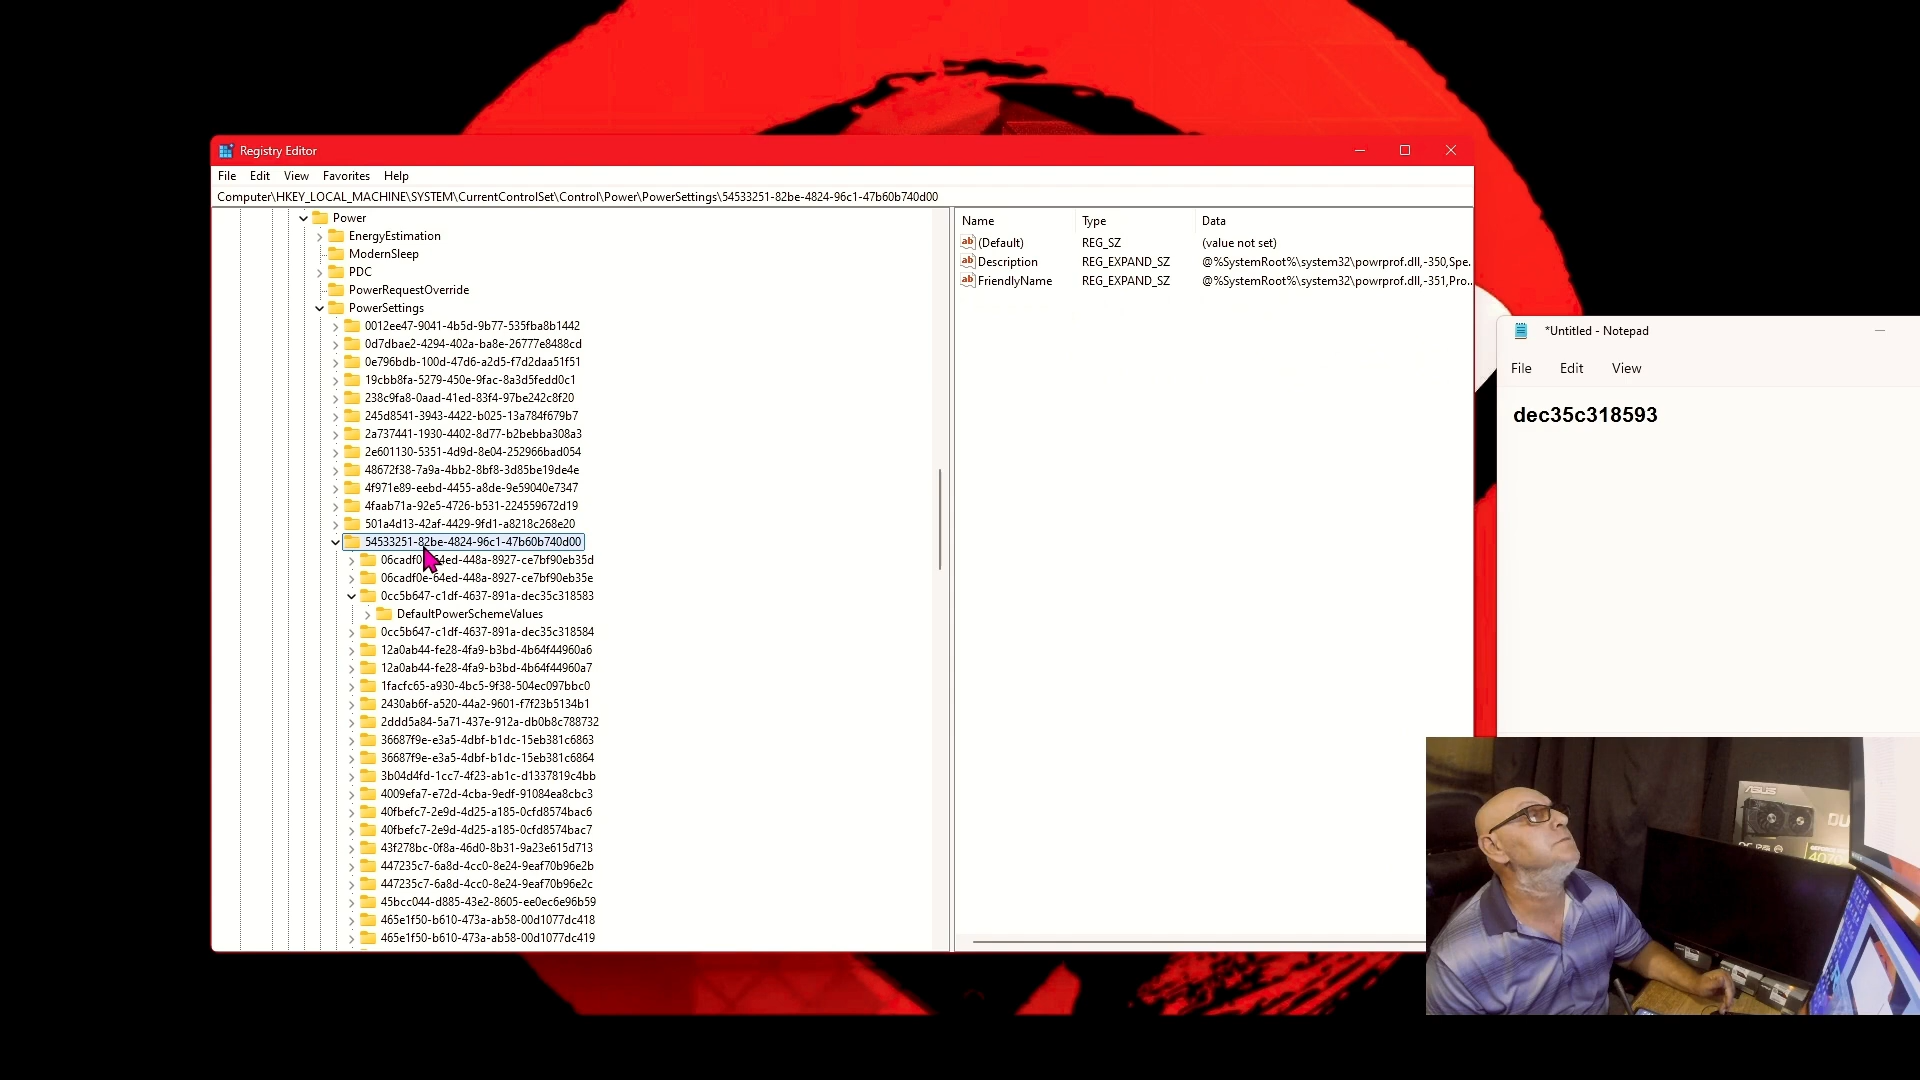 Registry Editor
File Edit View Favorites Help
Computer\HKEY_LOCAL_MACHINE\SYSTEM\CurrentControlSet\Control\Power\PowerSettings\54533251-82be-4824-96c1-47b60b740d00
Power
EnergyEstimation
ModernSleep
PDC
PowerRequestOverride
PowerSettings
0012ee47-9041-4b5d-9b77-535fba8b1442
0d7dbae2-4294-402a-ba8e-26777e8488cd
0e796bdb-100d-47d6-a2d5-f7d2daa51f51
19cbb8fa-5279-450e-9fac-8a3d5fedd0c1
238c9fa8-0aad-41ed-83f4-97be242c8f20
245d8541-3943-4422-b025-13a784f679b7
2a737441-1930-4402-8d77-b2bebba308a3
2e601130-5351-4d9d-8e04-252966bad054
48672f38-7a9a-4bb2-8bf8-3d85be19de4e
4f971e89-eebd-4455-a8de-9e59040e7347
4faab71a-92e5-4726-b531-224559672d19
501a4d13-42af-4429-9fd1-a8218c268e20
54533251-82be-4824-96c1-47b60b740d00
06cadf0 64ed-448a-8927-ce7bf90eb35d
06cadf0e-64ed-448a-8927-ce7bf90eb35e
0cc5b647-c1df-4637-891a-dec35c318583
DefaultPowerSchemeValues
0cc5b647-c1df-4637-891a-dec35c318584
12a0ab44-fe28-4fa9-b3bd-4b64f44960a6
12a0ab44-fe28-4fa9-b3bd-4b64f44960a7
1facfc65-a930-4bc5-9f38-504ec097bbc0
2430ab6f-a520-44a2-9601-f7f23b5134b1
2ddd5a84-5a71-437e-912a-db0b8c788732
36687f9e-e3a5-4dbf-b1dc-15eb381c6863
36687f9e-e3a5-4dbf-b1dc-15eb381c6864
3b04d4fd-1cc7-4f23-ab1c-d1337819c4bb
4009efa7-e72d-4cba-9edf-91084ea8cbc3
40fbefc7-2e9d-4d25-a185-0cfd8574bac6
40fbefc7-2e9d-4d25-a185-0cfd8574bac7
43f278bc-0f8a-46d0-8b31-9a23e615d713
447235c7-6a8d-4cc0-8e24-9eaf70b96e2b
447235c7-6a8d-4cc0-8e24-9eaf70b96e2c
45bcc044-d885-43e2-8605-ee0ec6e96b59
465e1f50-b610-473a-ab58-00d1077dc418
465e1f50-b610-473a-ab58-00d1077dc419
Name Type Data
(Default) REG_SZ (value not set)
Description REG_EXPAND_SZ @%SystemRoot%\system32\powrprof.dll,-350,Spe..
FriendlyName REG_EXPAND_SZ @%SystemRoot%\system32\powrprof.dll,-351,Pro..
*Untitled - Notepad
File Edit View
dec35c318593
ASUS
DU
4070